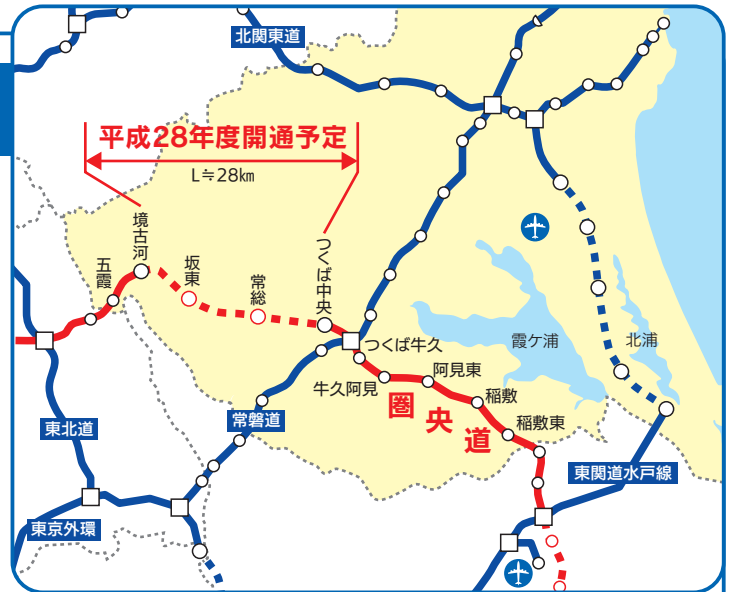 北関東道
平成28年度開通予定
L≒28km
境古河
五霞
坂東
常総
つくば中央
つくば牛久
牛久阿見
阿見東
稲敷
稲敷東
圏央道
霞ケ浦
北浦
常磐道
東北道
東京外環
東関道水戸線